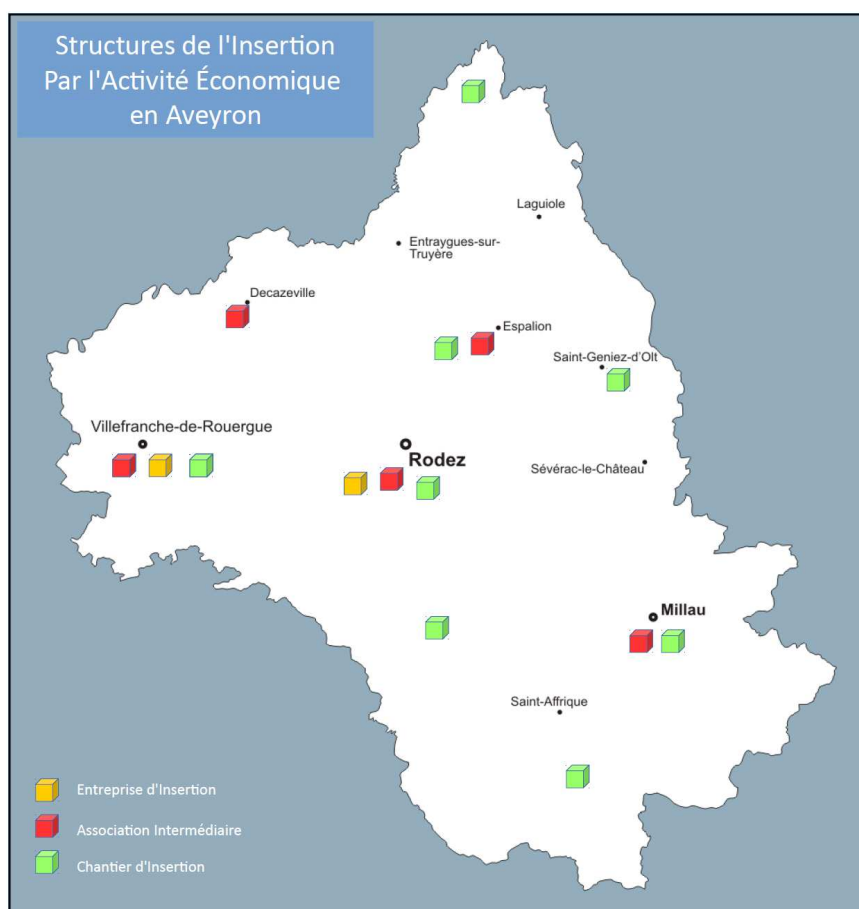 Structures de l'Insertion
Par l'Activité Économique
en Aveyron
Laguiole
Entraygues-sur-
Truyère
Decazeville
Espalion
Saint-Geniez-d'Olt
Villefranche-de-Rouergue
Rodez
Sévérac-le-Château
Millau
Saint-Affrique
Entreprise d'Insertion
Association Intermédiaire
Chantier d'Insertion